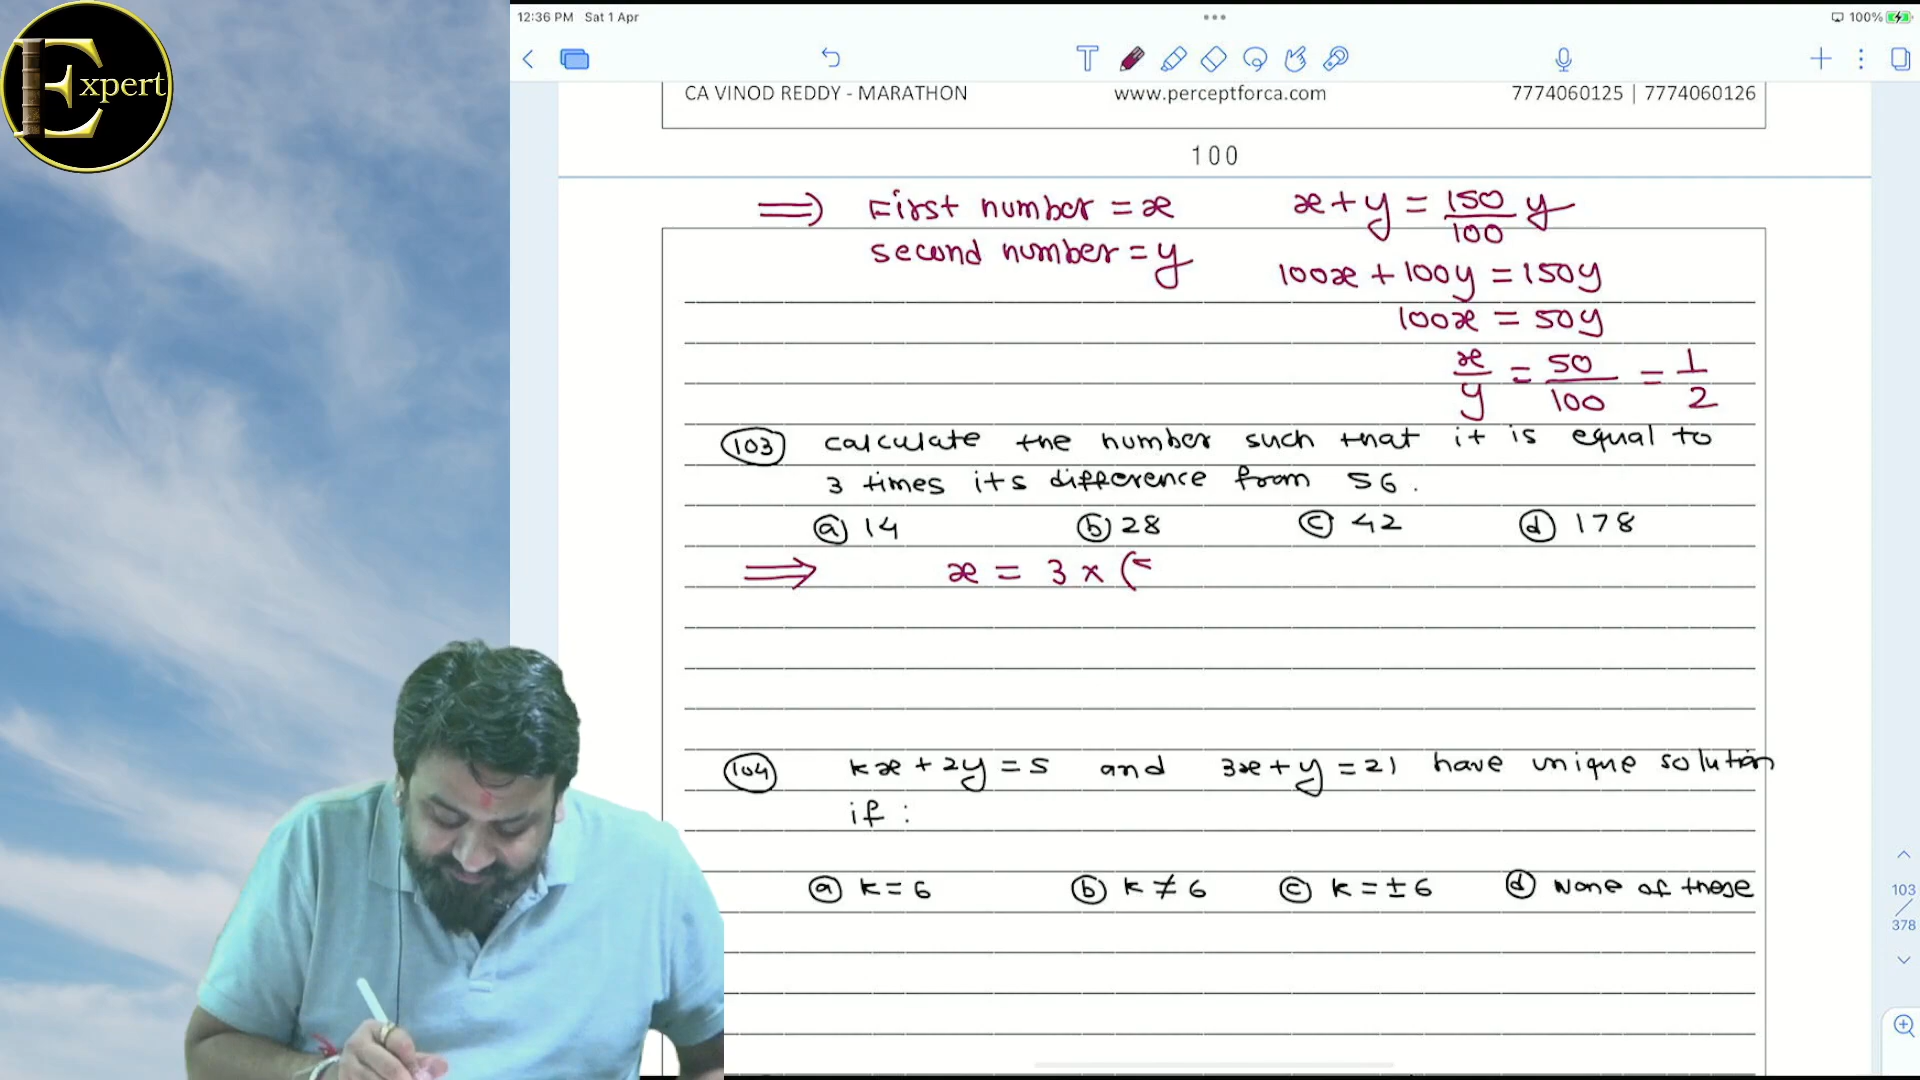 Expert
12:36 PM Sat 1 Apr
100%
T
CA VINOD REDDY - MARATHON www.perceptforca.com 7774060125 | 7774060126
100
⟹ First number = x x + y = 150/100 y
second number = y 100x + 100y = 150y
100x = 50y
x/y = 50/100 = 1/2
103 calculate the number such that it is equal to
3 times its difference from 56.
a 14 b 28 c 42 d 178
⟹ x = 3 × (
104 kx + 2y = 5 and 3x + y = 21 have unique solution
if :
a k = 6 b k ≠ 6 c k = ±6 d None of these
103
/
378